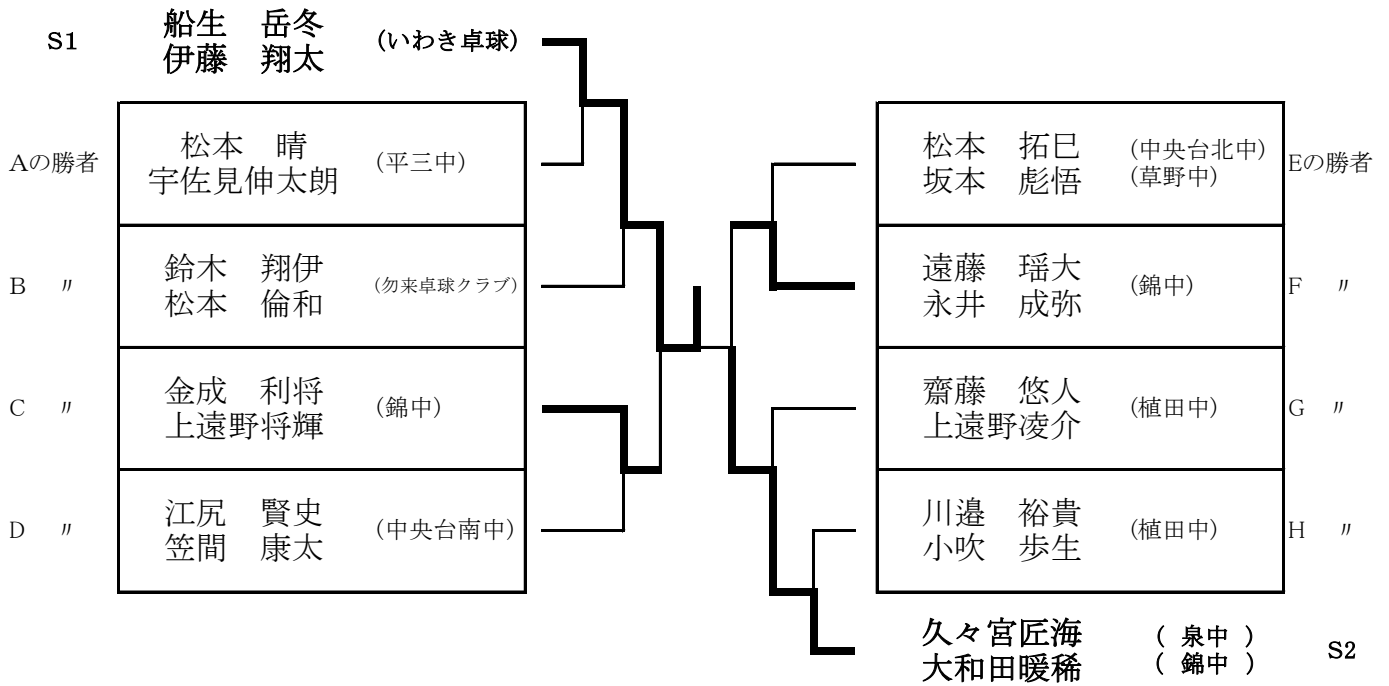 S1
船生　岳冬
伊藤　翔太
(いわき卓球)
Aの勝者
松本　晴
宇佐見伸太朗
(平三中)
B　〃
鈴木　翔伊
松本　倫和
(勿来卓球クラブ)
C　〃
金成　利将
上遠野将輝
(錦中)
D　〃
江尻　賢史
笠間　康太
(中央台南中)
松本　拓巳
坂本　彪悟
(中央台北中)
(草野中)
Eの勝者
遠藤　瑶大
永井　成弥
(錦中)
F　〃
齋藤　悠人
上遠野凌介
(植田中)
G　〃
川邉　裕貴
小吹　歩生
(植田中)
H　〃
久々宮匠海
大和田暖稀
( 泉中 )
( 錦中 )
S2